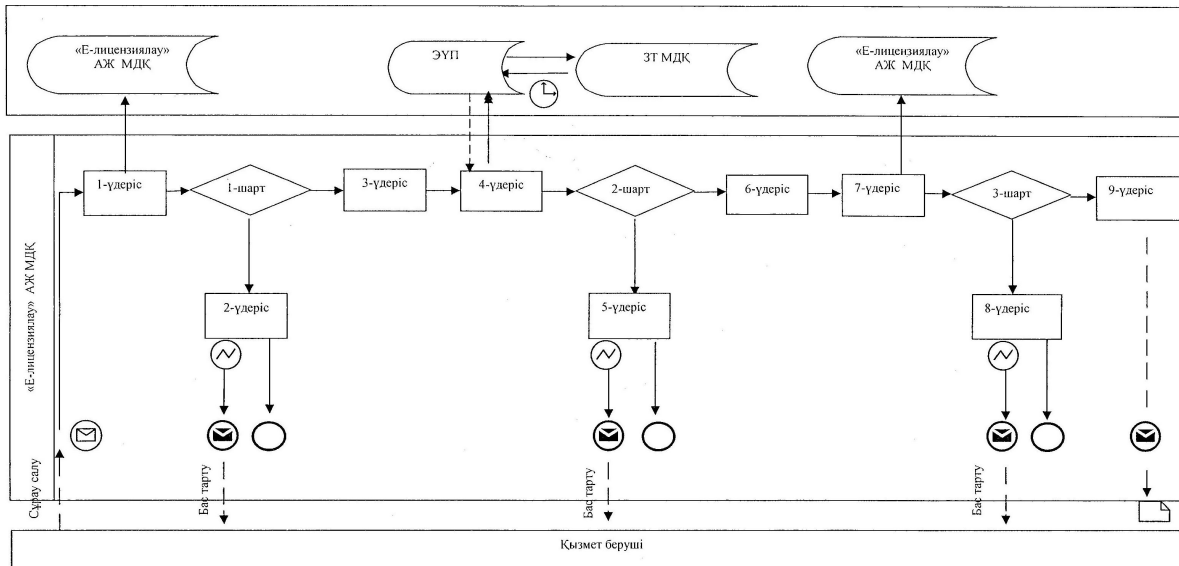 «Е-лицензиялау»
АЖ МДҚ
ЭҮП
ЗТ МДҚ
«Е-лицензиялау»
АЖ МДҚ
«Е-лицензиялау» АЖ МДҚ
1-үдеріс
1-шарт
3-үдеріс
4-үдеріс
2-шарт
6-үдеріс
7-үдеріс
3-шарт
9-үдеріс
2-үдеріс
5-үдеріс
8-үдеріс
Сұрау салу
Бас тарту
Бас тарту
Бас тарту
Қызмет беруші